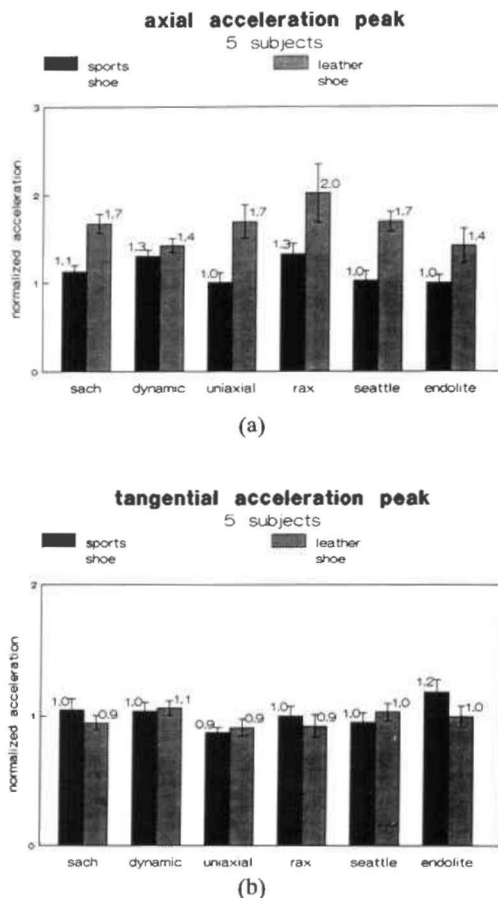 axial acceleration peak
5 subjects
sports shoe
leather shoe
normalized acceleration
3
2
1
0
1.1
1.7
1.3
1.4
1.0
1.7
1.3
2.0
1.0
1.7
1.0
1.4
sach dynamic uniaxial rax seattle endolite
(a)
tangential acceleration peak
5 subjects
sports shoe
leather shoe
normalized acceleration
2
1
0
1.0
0.9
1.0
1.1
0.9
0.9
1.0
0.9
1.0
1.0
1.2
1.0
sach dynamic uniaxial rax seattle endolite
(b)